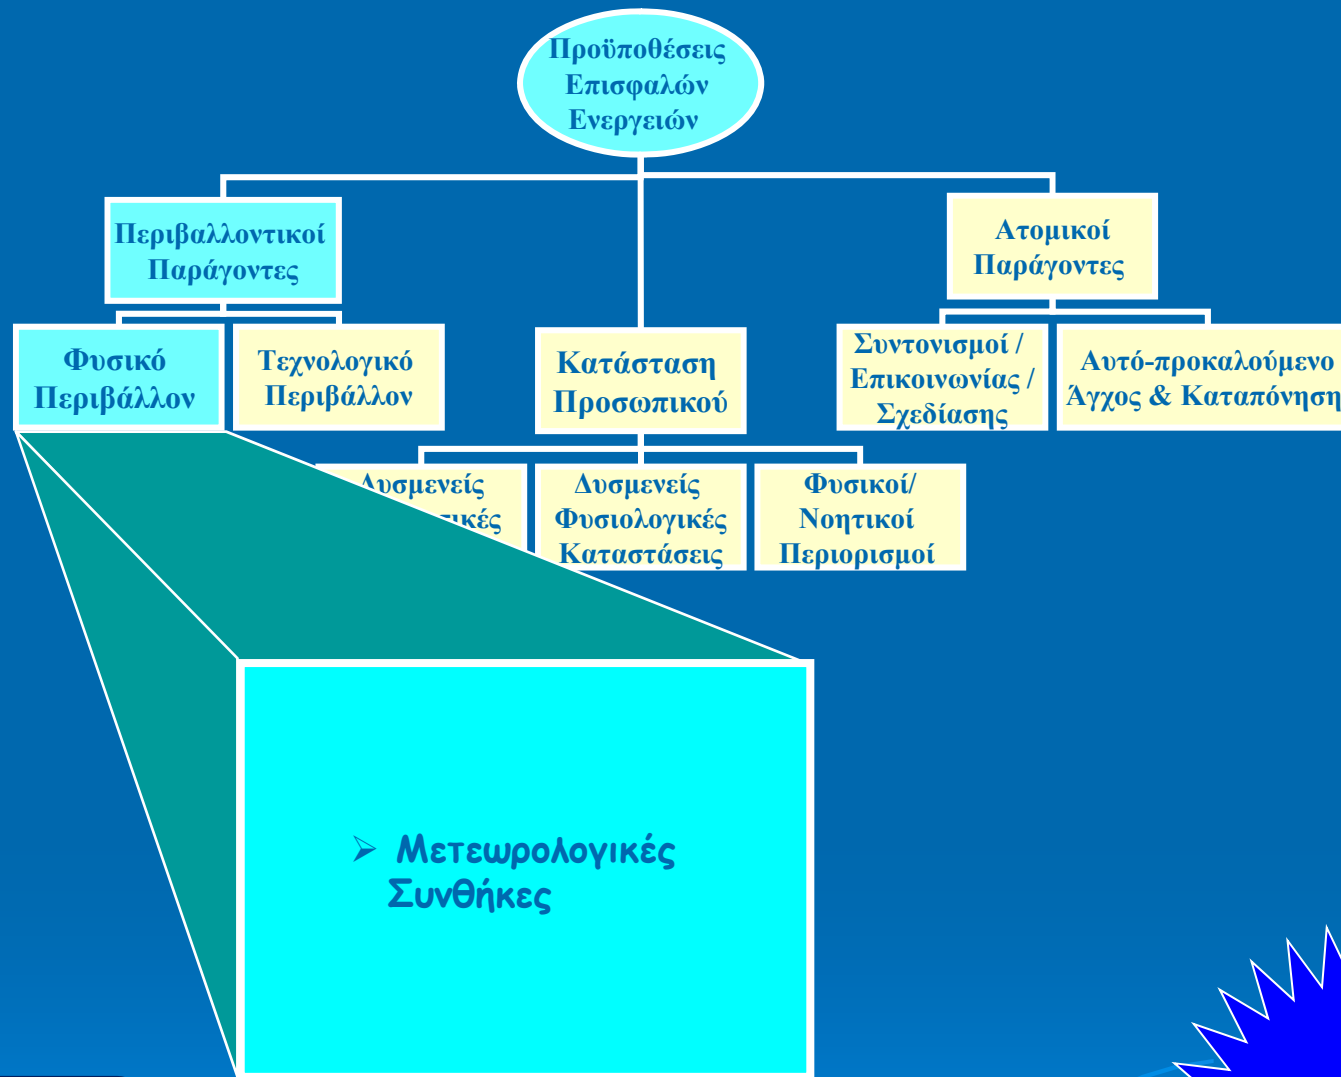 Προϋποθέσεις
Επισφαλών
Ενεργειών
Περιβαλλοντικοί
Παράγοντες
Ατομικοί
Παράγοντες
Φυσικό
Περιβάλλον
Τεχνολογικό
Περιβάλλον
Κατάσταση
Προσωπικού
Συντονισμοί /
Επικοινωνίας /
Σχεδίασης
Αυτό-προκαλούμενο
Άγχος & Καταπόνηση
Δυσμενείς
Δυσμενείς
Φυσιολογικές
Καταστάσεις
Φυσικοί/
Νοητικοί
Περιορισμοί
➢ Μετεωρολογικές
Συνθήκες